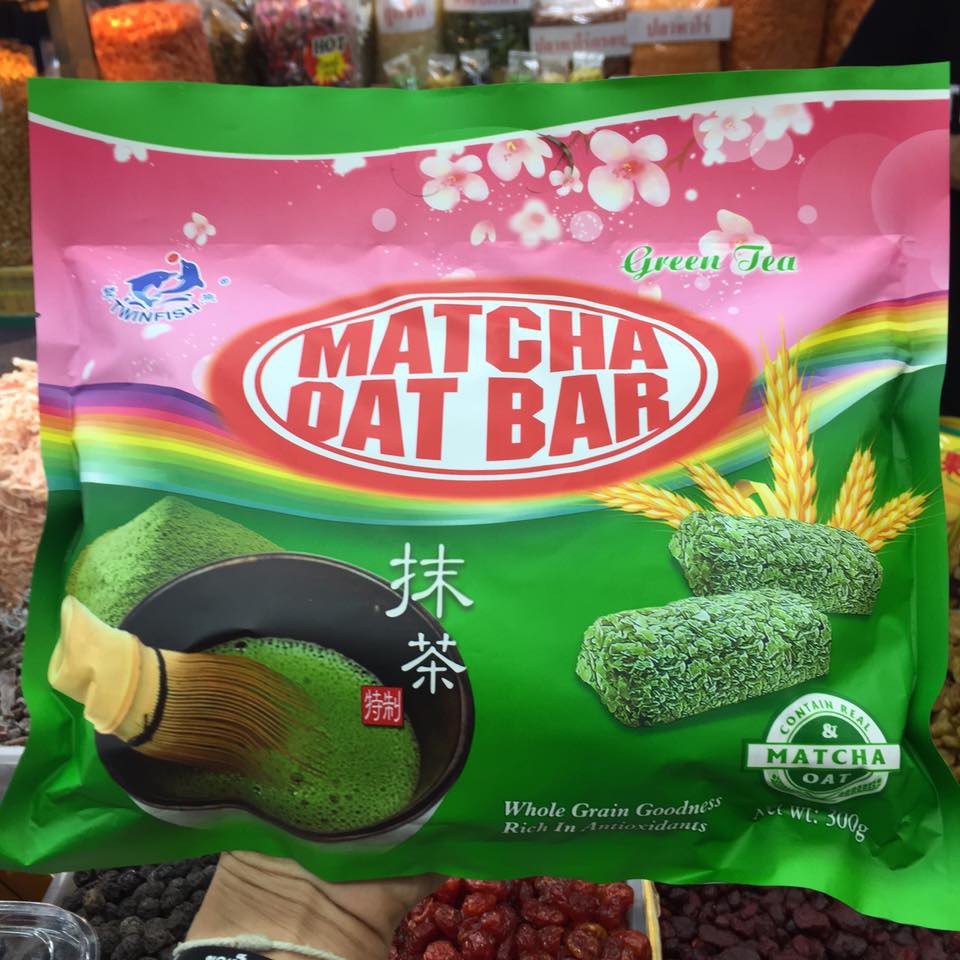 HOT
Green Tea
TWINFISH
MATCHA
OAT BAR
抹
茶
特制
CONTAIN REAL
&
MATCHA
OAT
Whole Grain Goodness
Rich In Antioxidants
Net Wt: 300g